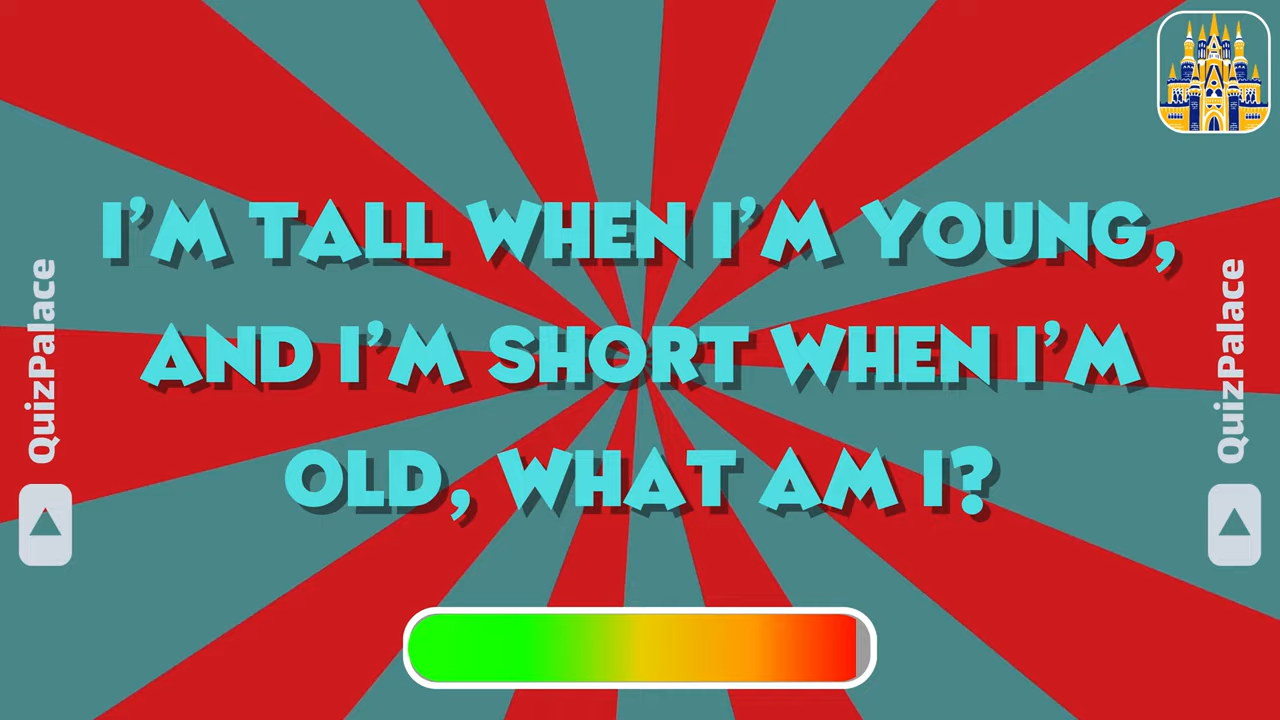 I'M TALL WHEN I'M YOUNG,
AND I'M SHORT WHEN I'M
OLD, WHAT AM I?
QuizPalace
QuizPalace